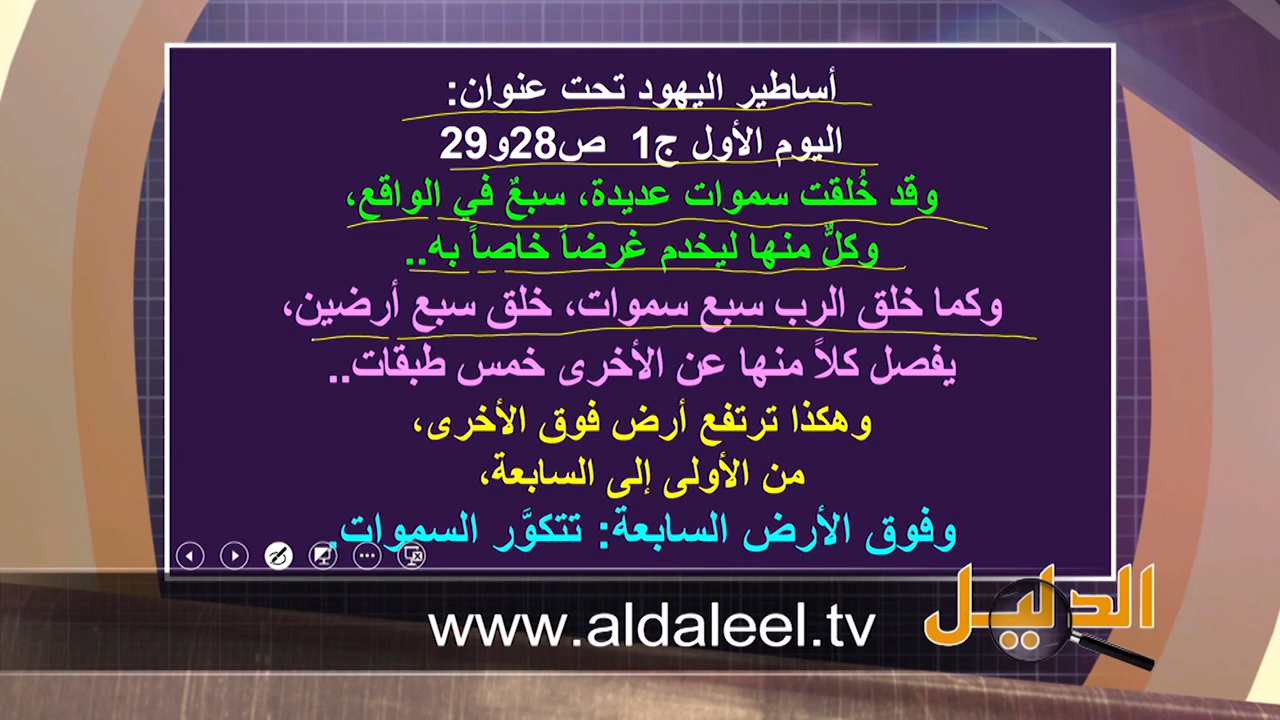 أساطير اليهود تحت عنوان:
اليوم الأول ج1 ص28و29
وقد خُلقت سموات عديدة، سبعٌ في الواقع،
وكلٌّ منها ليخدم غرضاً خاصاً به..
وكما خلق الرب سبع سموات، خلق سبع أرضين،
يفصل كلاً منها عن الأخرى خمس طبقات..
وهكذا ترتفع أرض فوق الأخرى،
من الأولى إلى السابعة،
وفوق الأرض السابعة: تتكوَّر السموات.
www.aldaleel.tv
الدليل